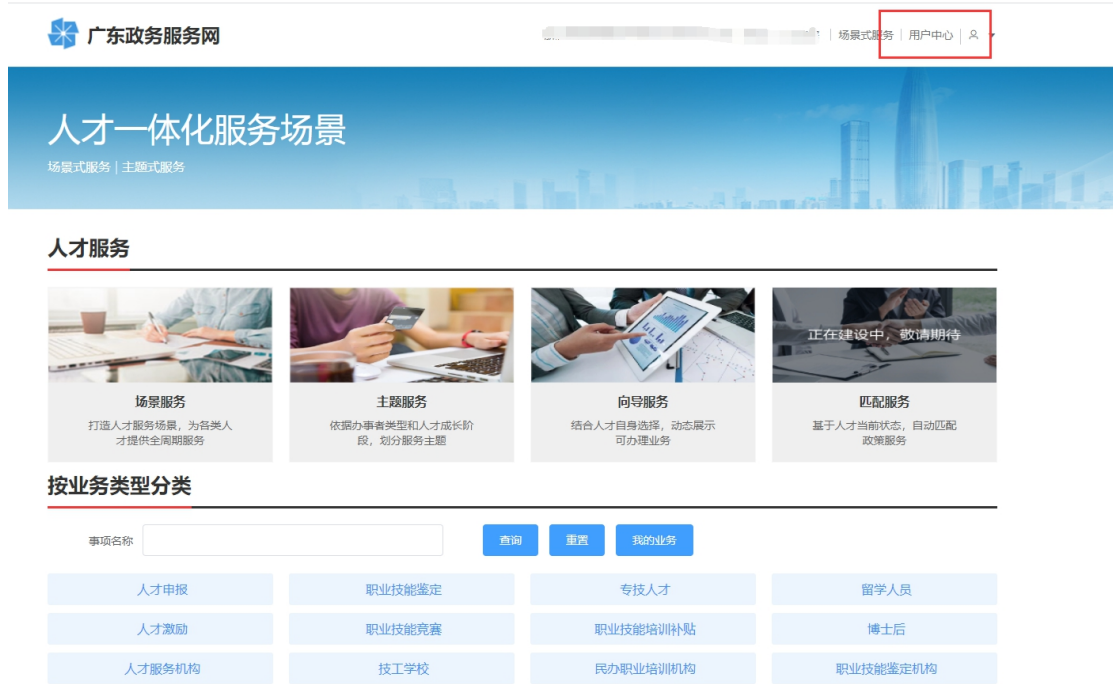 广东政务服务网
场景式服务 | 用户中心 |
人才一体化服务场景
场景式服务 | 主题式服务
人才服务
正在建设中，敬请期待
场景服务
打造人才服务场景，为各类人
才提供全周期服务
主题服务
依据办事者类型和人才成长阶
段，划分服务主题
向导服务
结合人才自身选择，动态展示
可办理业务
匹配服务
基于人才当前状态，自动匹配
政策服务
按业务类型分类
事项名称 查询 重置 我的业务
人才申报 职业技能鉴定 专技人才 留学人员
人才激励 职业技能竞赛 职业技能培训补贴 博士后
人才服务机构 技工学校 民办职业培训机构 职业技能鉴定机构